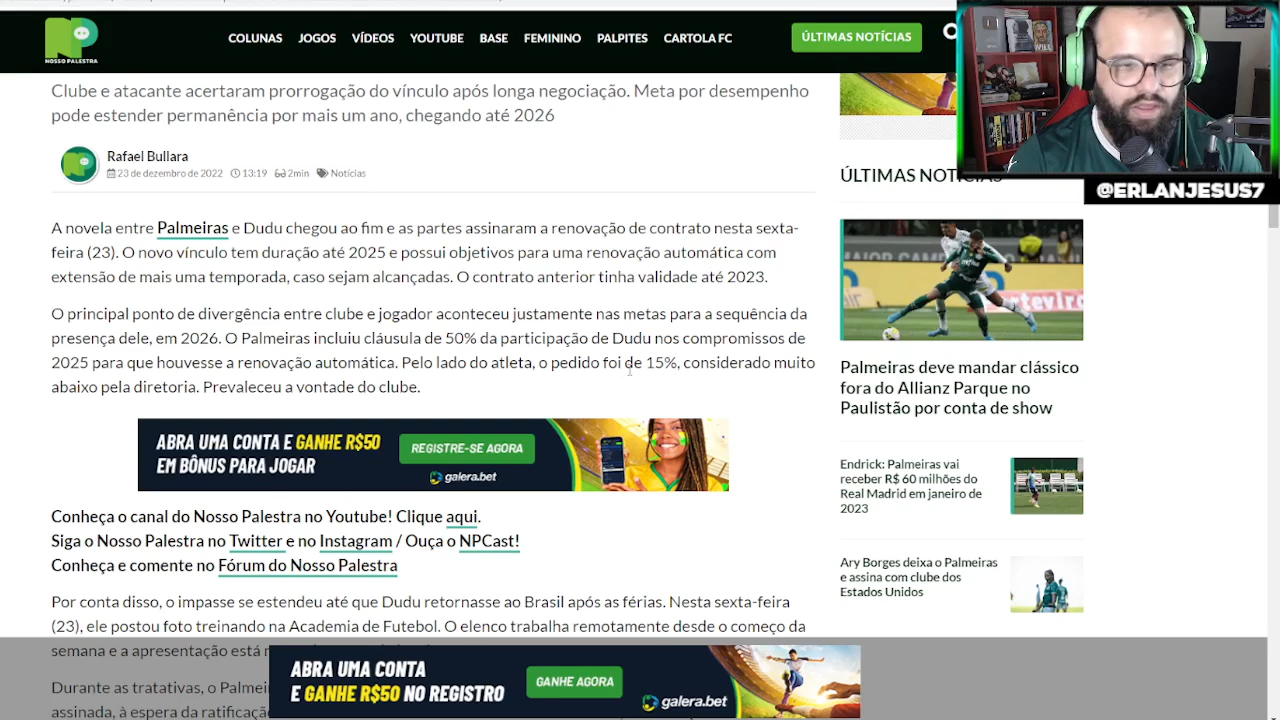 NOSSO PALESTRA
COLUNAS JOGOS VÍDEOS YOUTUBE BASE FEMININO PALPITES CARTOLA FC
ÚLTIMAS NOTÍCIAS
Clube e atacante acertaram prorrogação do vínculo após longa negociação. Meta por desempenho
pode estender permanência por mais um ano, chegando até 2026
Rafael Bullara
23 de dezembro de 2022 13:19 2min Notícias
A novela entre Palmeiras e Dudu chegou ao fim e as partes assinaram a renovação de contrato nesta sexta-
feira (23). O novo vínculo tem duração até 2025 e possui objetivos para uma renovação automática com
extensão de mais uma temporada, caso sejam alcançadas. O contrato anterior tinha validade até 2023.
O principal ponto de divergência entre clube e jogador aconteceu justamente nas metas para a sequência da
presença dele, em 2026. O Palmeiras incluiu cláusula de 50% da participação de Dudu nos compromissos de
2025 para que houvesse a renovação automática. Pelo lado do atleta, o pedido foi de 15%, considerado muito
abaixo pela diretoria. Prevaleceu a vontade do clube.
ABRA UMA CONTA E GANHE R$50
EM BÔNUS PARA JOGAR
REGISTRE-SE AGORA
galera.bet
Conheça o canal do Nosso Palestra no Youtube! Clique aqui.
Siga o Nosso Palestra no Twitter e no Instagram / Ouça o NPCast!
Conheça e comente no Fórum do Nosso Palestra
Por conta disso, o impasse se estendeu até que Dudu retornasse ao Brasil após as férias. Nesta sexta-feira
(23), ele postou foto treinando na Academia de Futebol. O elenco trabalha remotamente desde o começo da
semana e a apresentação está
Durante as tratativas, o Palmei
assinada, à espera da ratificaçã
ABRA UMA CONTA
E GANHE R$50 NO REGISTRO
GANHE AGORA
galera.bet
@ERLANJESUS7
ÚLTIMAS NOTÍCIAS
Palmeiras deve mandar clássico
fora do Allianz Parque no
Paulistão por conta de show
Endrick: Palmeiras vai
receber R$ 60 milhões do
Real Madrid em janeiro de
2023
Ary Borges deixa o Palmeiras
e assina com clube dos
Estados Unidos